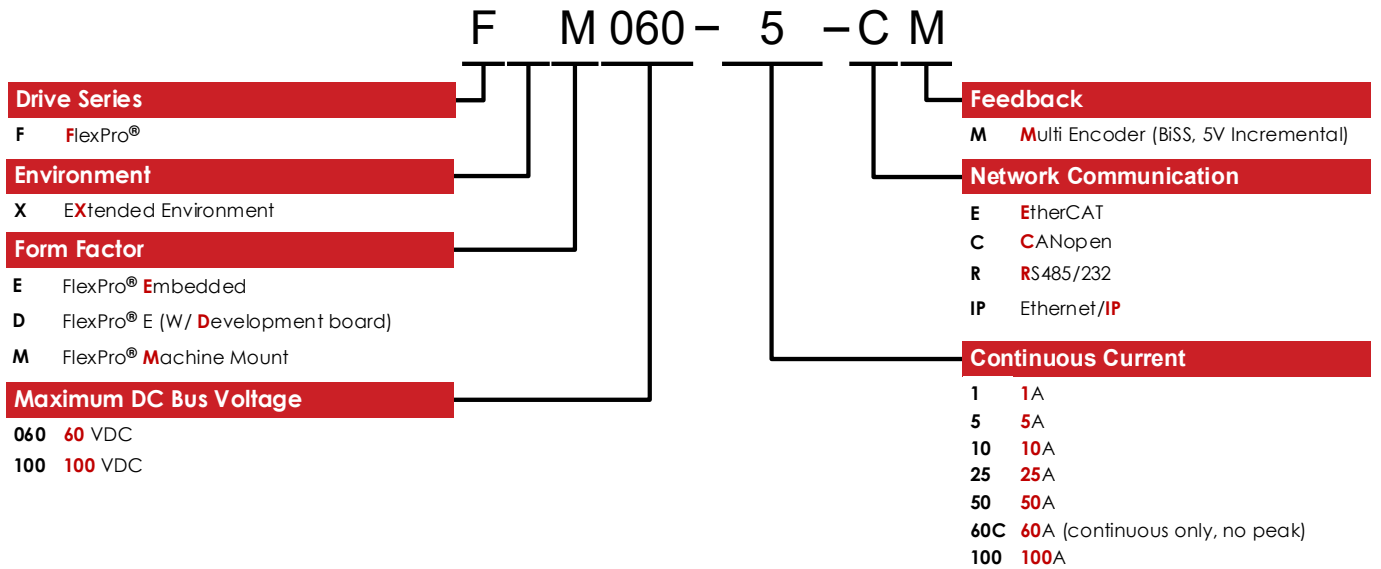 F M 060 – 5 – C M
Drive Series
F FlexPro®
Environment
X EXtended Environment
Form Factor
E FlexPro® Embedded
D FlexPro® E (W/ Development board)
M FlexPro® Machine Mount
Maximum DC Bus Voltage
060 60 VDC
100 100 VDC
Feedback
M Multi Encoder (BiSS, 5V Incremental)
Network Communication
E EtherCAT
C CANopen
R RS485/232
IP Ethernet/IP
Continuous Current
1 1A
5 5A
10 10A
25 25A
50 50A
60C 60A (continuous only, no peak)
100 100A